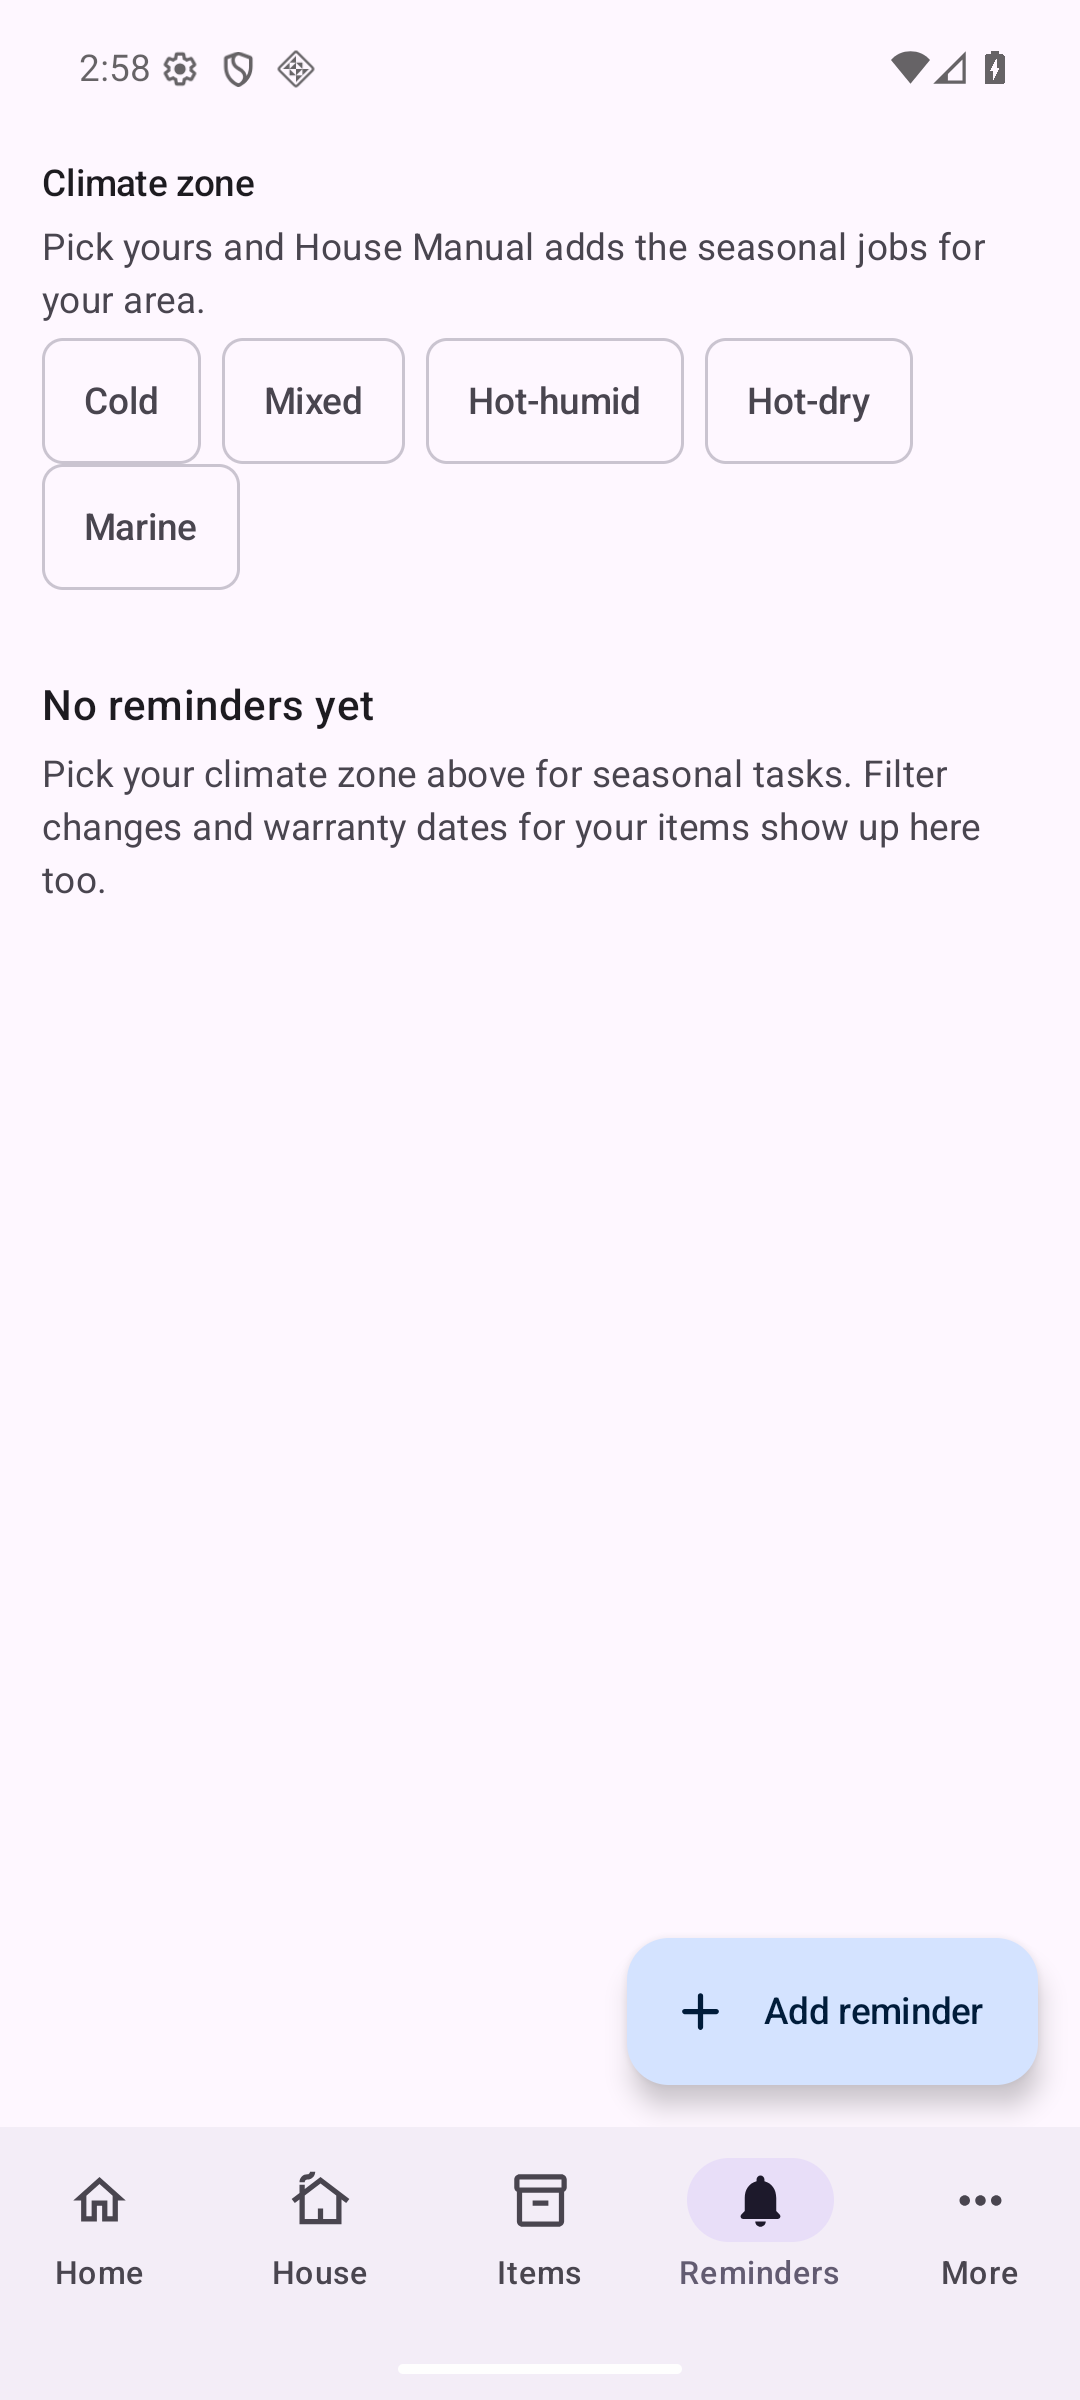 2:58
Climate zone
Pick yours and House Manual adds the seasonal jobs for
your area.
Cold
Mixed
Hot-humid
Hot-dry
Marine
No reminders yet
Pick your climate zone above for seasonal tasks. Filter
changes and warranty dates for your items show up here
too.
Add reminder
Home
House
Items
Reminders
More